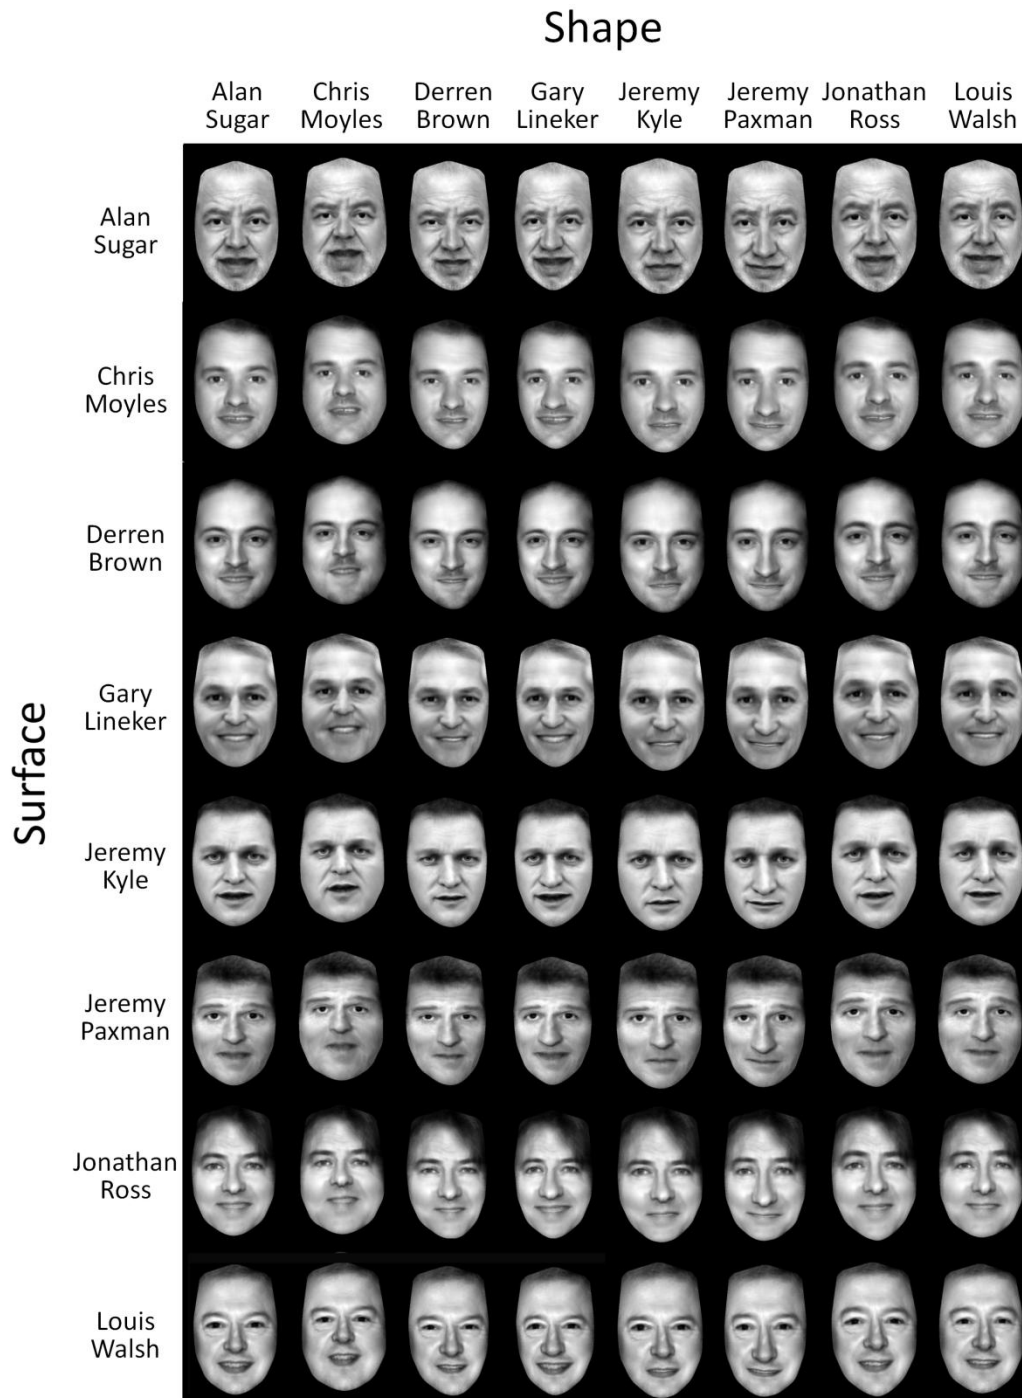 Shape
Alan Chris Derren Gary Jeremy Jeremy Jonathan Louis
Sugar Moyles Brown Lineker Kyle Paxman Ross Walsh
Alan
Sugar
Chris
Moyles
Derren
Brown
Surface
Gary
Lineker
Jeremy
Kyle
Jeremy
Paxman
Jonathan
Ross
Louis
Walsh